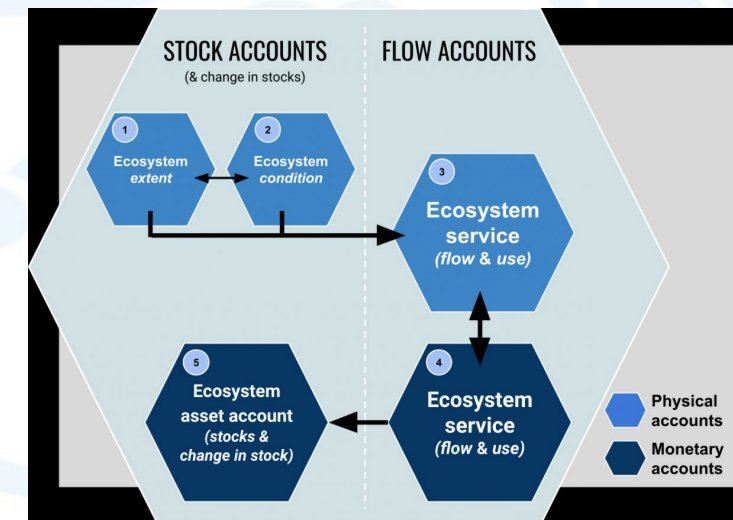 STOCK ACCOUNTS
(& change in stocks)
FLOW ACCOUNTS
1
Ecosystem
extent
2
Ecosystem
condition
3
Ecosystem
service
(flow & use)
5
Ecosystem
asset account
(stocks &
change in stock)
4
Ecosystem
service
(flow & use)
Physical
accounts
Monetary
accounts